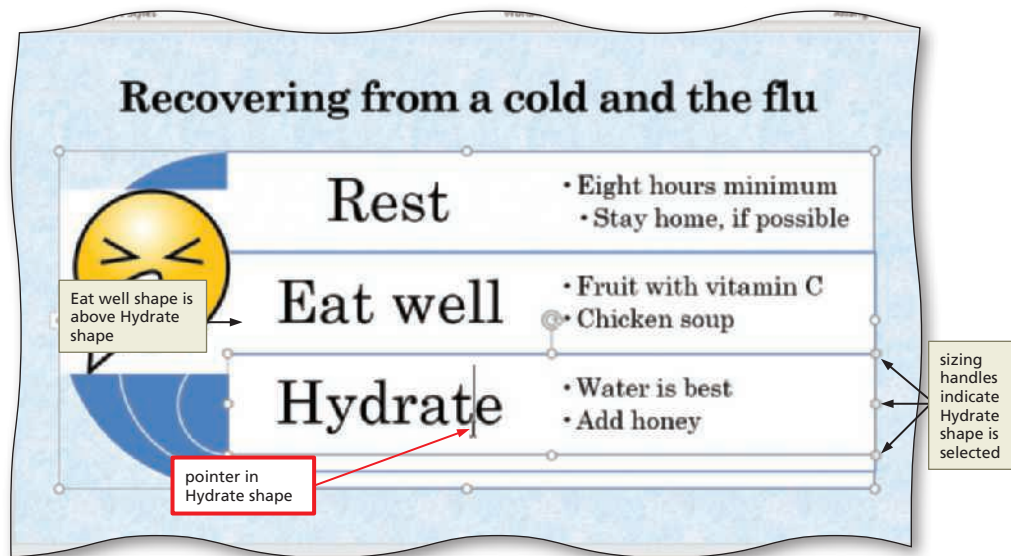 Recovering from a cold and the flu
Rest
• Eight hours minimum
• Stay home, if possible
Eat well
• Fruit with vitamin C
• Chicken soup
Hydrate
• Water is best
• Add honey
Eat well shape is
above Hydrate
shape
pointer in
Hydrate shape
sizing
handles
indicate
Hydrate
shape is
selected